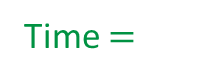 Time =